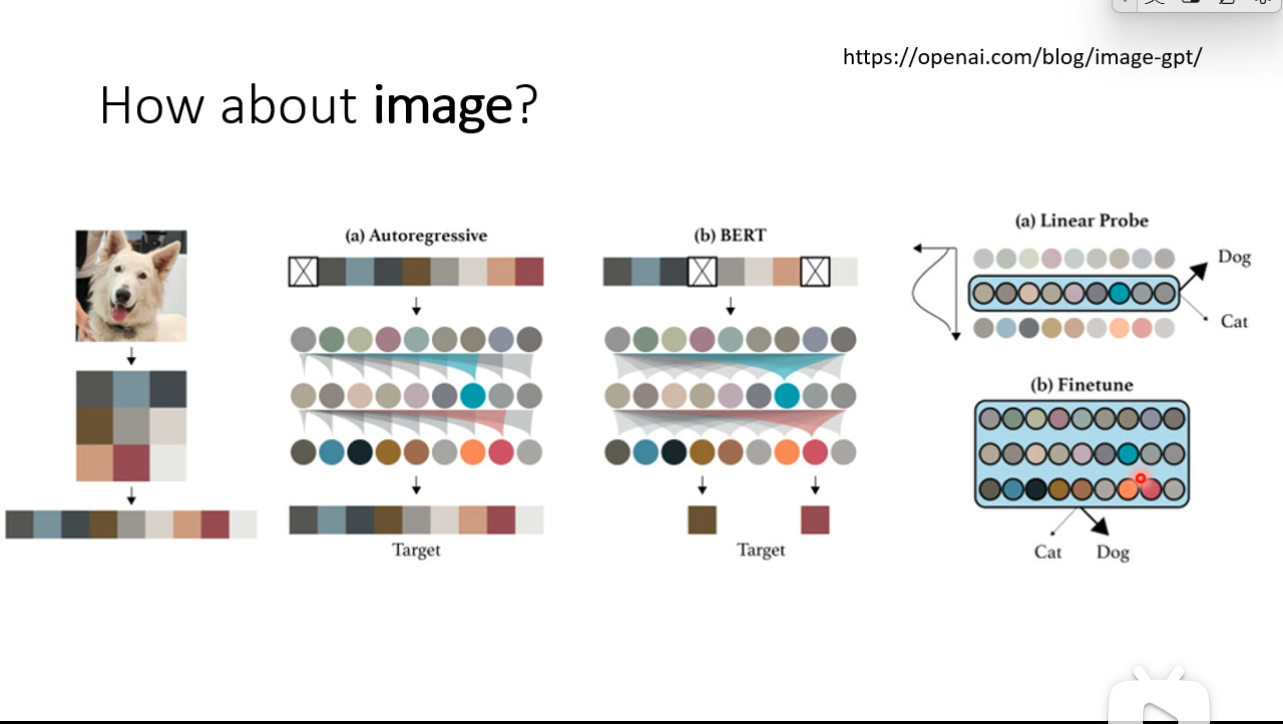 https://openai.com/blog/image-gpt/
How about image?
(a) Autoregressive
Target
(b) BERT
Target
(a) Linear Probe
Dog
Cat
(b) Finetune
Cat Dog